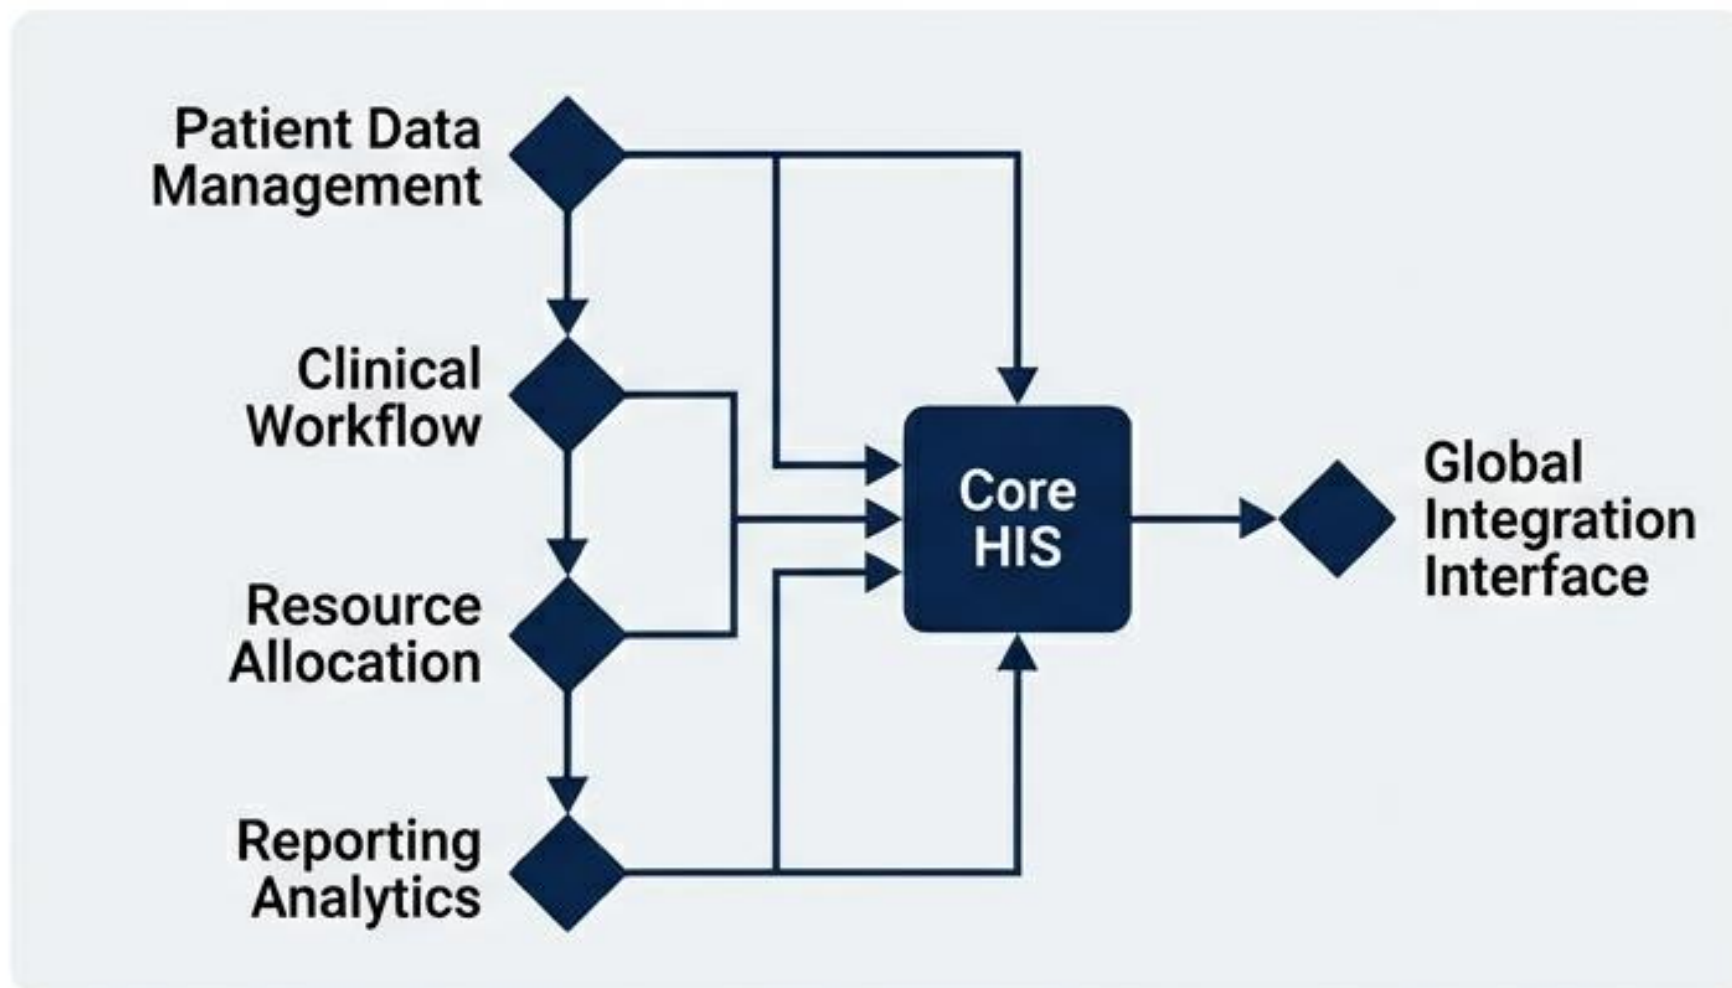 Patient Data
Management
Clinical
Workflow
Resource
Allocation
Reporting
Analytics
Core
HIS
Global
Integration
Interface